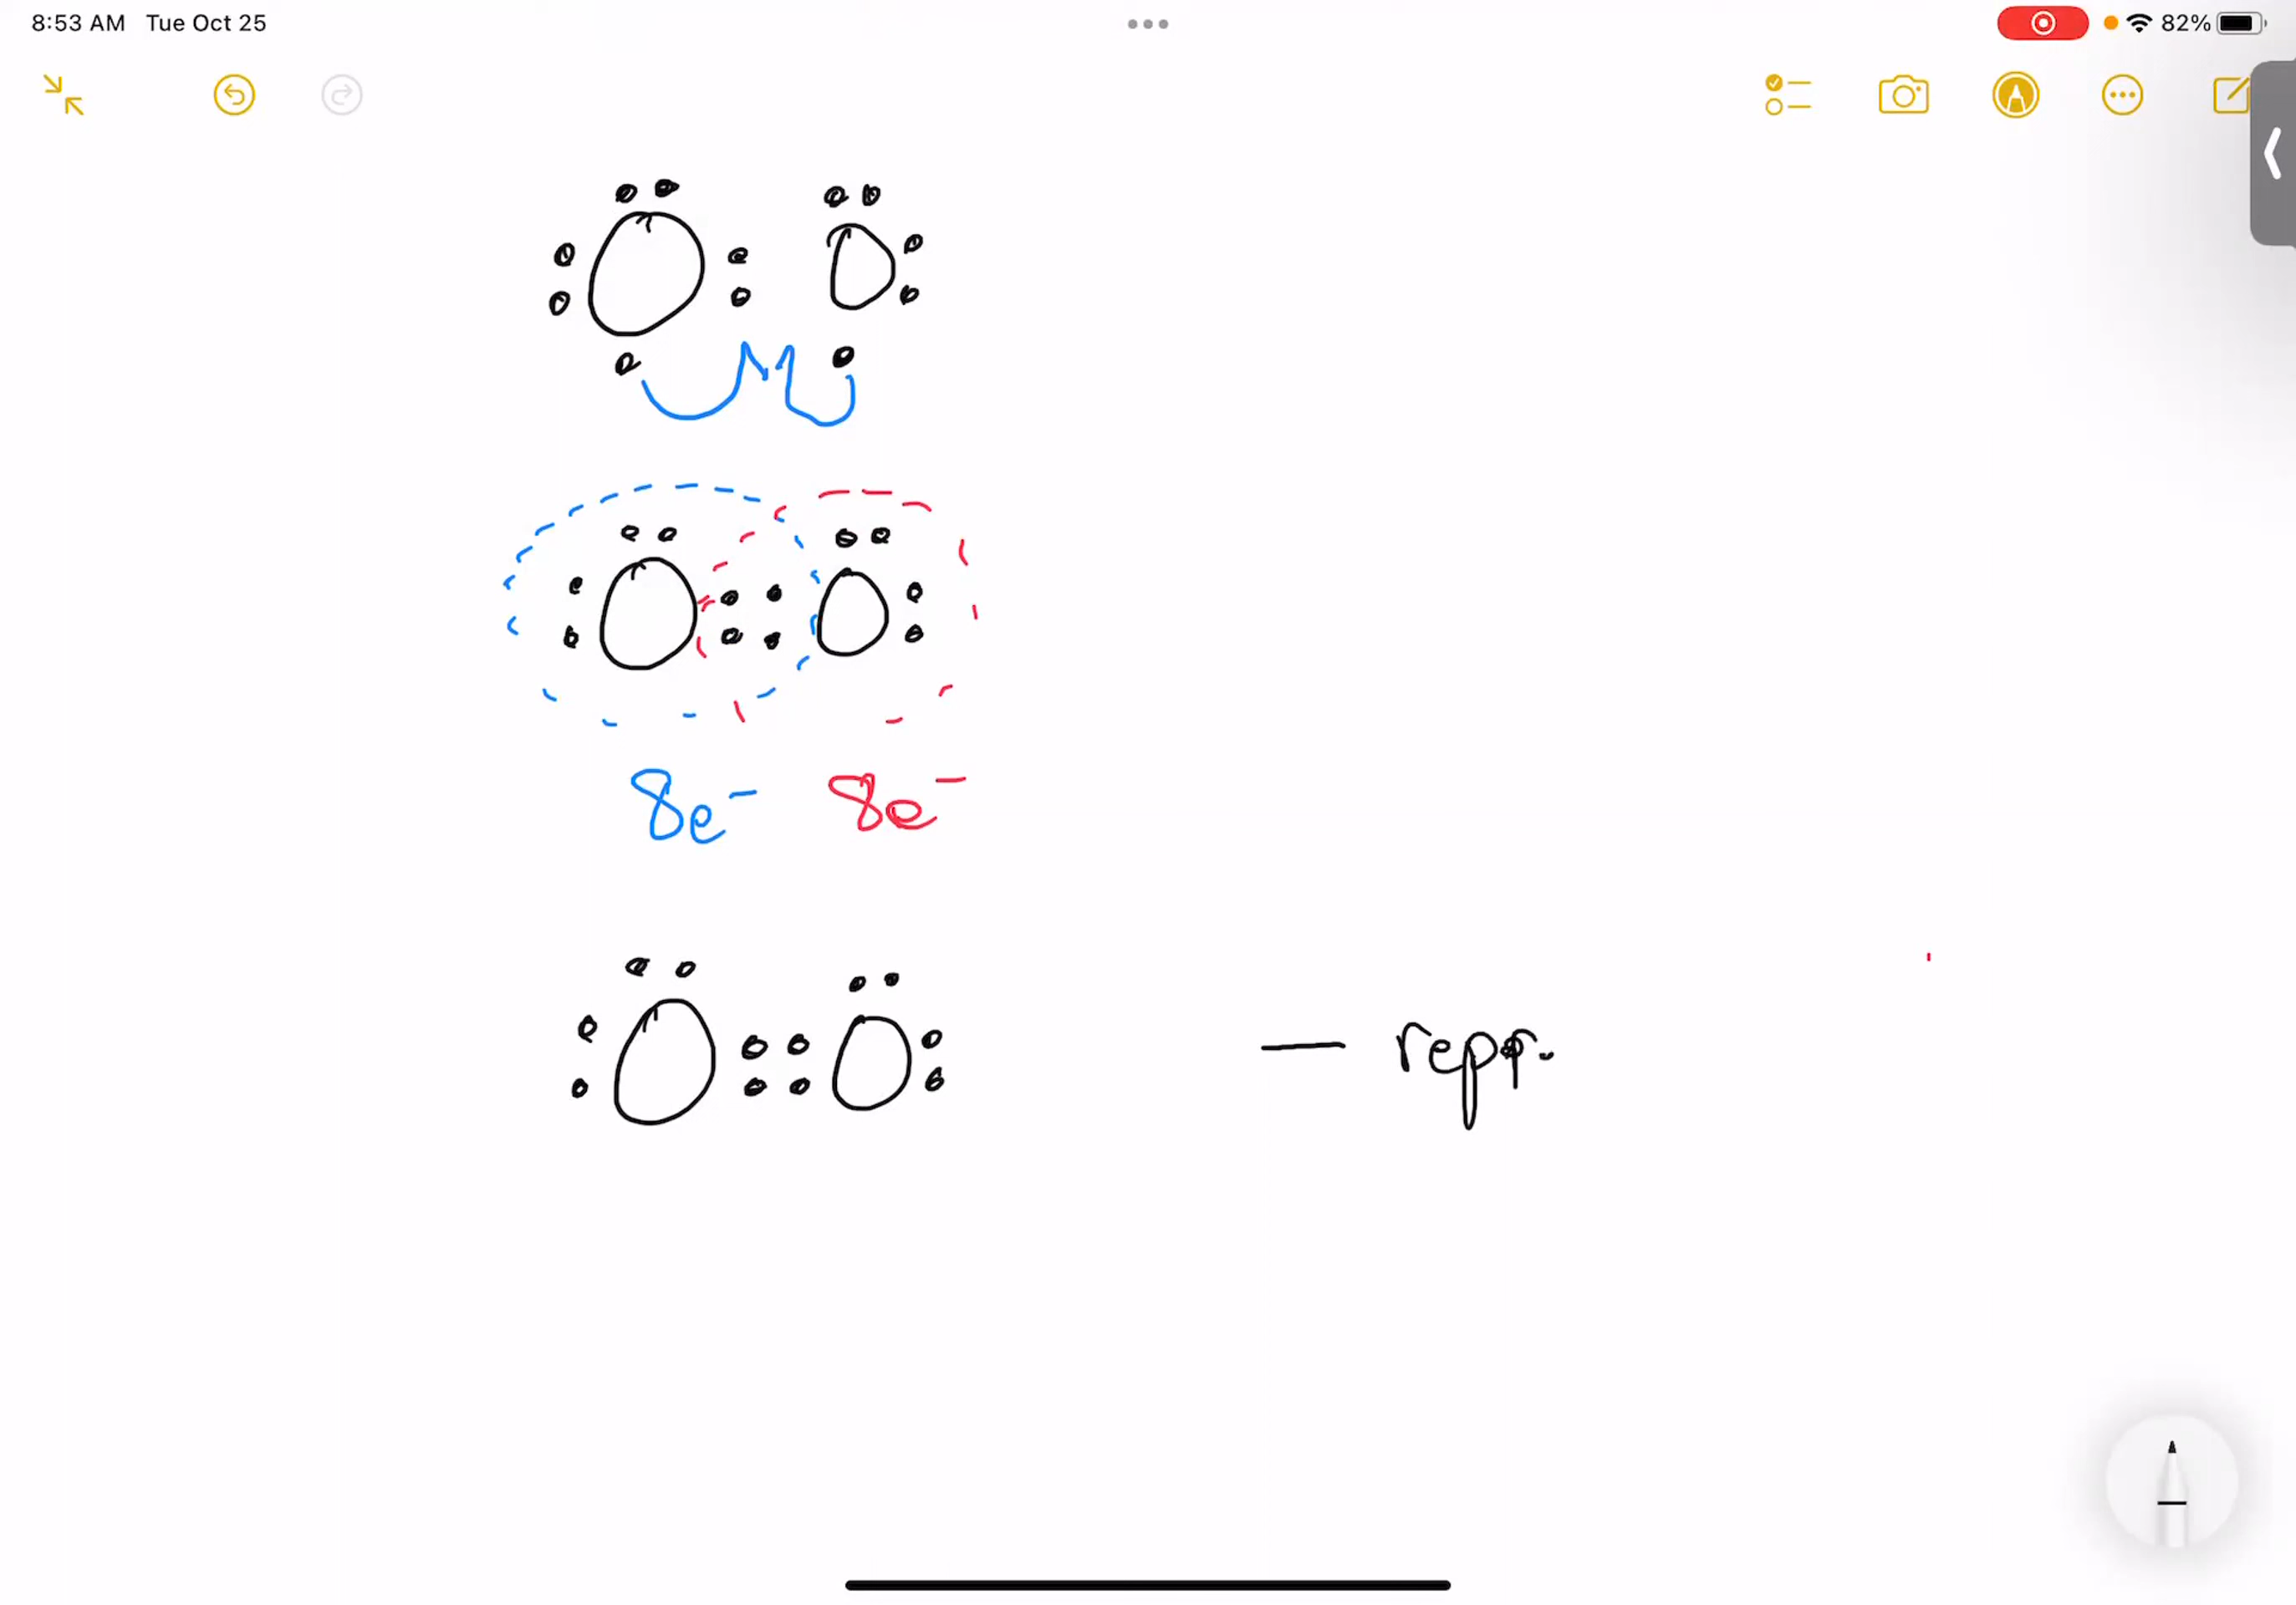 8:53 AM Tue Oct 25
82%
O O
O O
8e⁻ 8e⁻
O O
— repr.